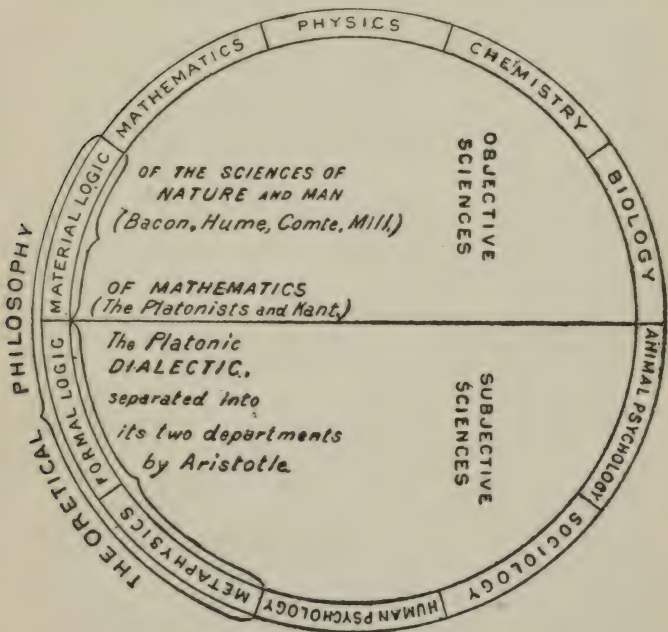 MATHEMATICS
PHYSICS
CHEMISTRY
BIOLOGY
ANIMAL PSYCHOLOGY
SOCIOLOGY
HUMAN PSYCHOLOGY
METAPHYSICS
FORMAL LOGIC
MATERIAL LOGIC
THEORETICAL PHILOSOPHY
OBJECTIVE
SCIENCES
SUBJECTIVE
SCIENCES
OF THE SCIENCES OF
NATURE AND MAN
(Bacon, Hume, Comte, Mill,)
OF MATHEMATICS
(The Platonists and Kant,)
The Platonic
DIALECTIC,
separated into
its two departments
by Aristotle.